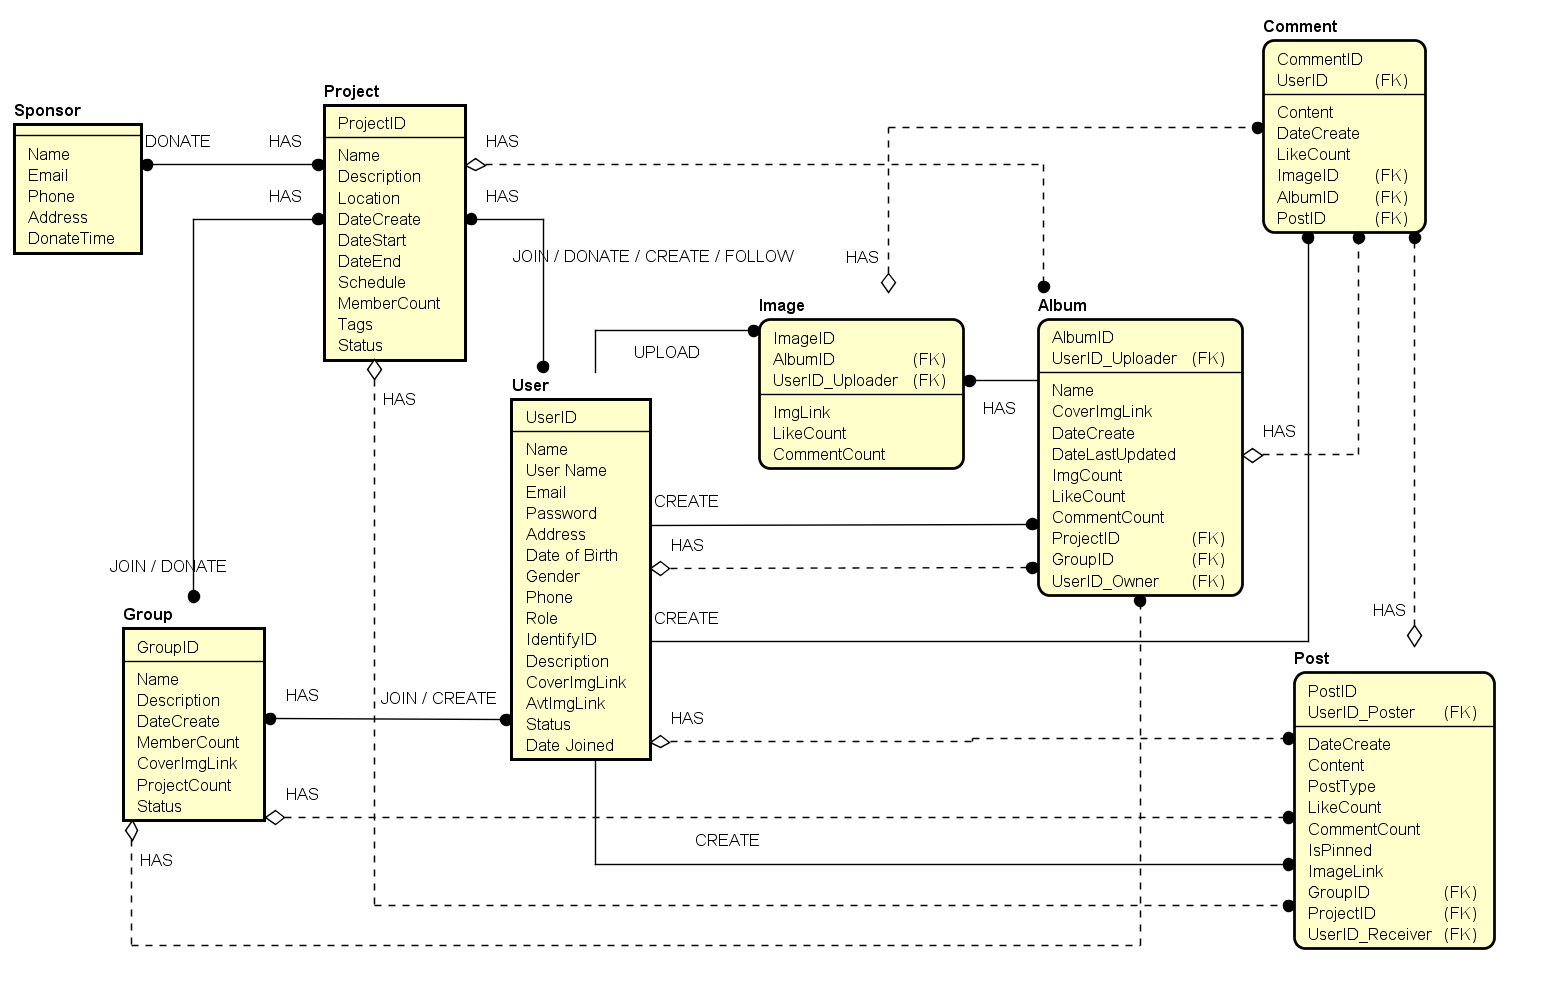 Comment
CommentID
UserID (FK)
Content
DateCreate
LikeCount
ImageID (FK)
AlbumID (FK)
PostID (FK)
Project
ProjectID
Name
Description
Location
DateCreate
DateStart
DateEnd
Schedule
MemberCount
Tags
Status
Sponsor
Name
Email
Phone
Address
DonateTime
DONATE
HAS
HAS
HAS
HAS
JOIN / DONATE / CREATE / FOLLOW
HAS
Image
ImageID
AlbumID (FK)
UserID_Uploader (FK)
ImgLink
LikeCount
CommentCount
Album
AlbumID
UserID_Uploader (FK)
Name
CoverImgLink
DateCreate
DateLastUpdated
ImgCount
LikeCount
CommentCount
ProjectID (FK)
GroupID (FK)
UserID_Owner (FK)
UPLOAD
HAS
HAS
HAS
User
UserID
Name
User Name
Email
Password
Address
Date of Birth
Gender
Phone
Role
IdentifyID
Description
CoverImgLink
AvtImgLink
Status
Date Joined
CREATE
HAS
CREATE
HAS
JOIN / DONATE
Group
GroupID
Name
Description
DateCreate
MemberCount
CoverImgLink
ProjectCount
Status
HAS
JOIN / CREATE
HAS
HAS
HAS
CREATE
Post
PostID
UserID_Poster (FK)
DateCreate
Content
PostType
LikeCount
CommentCount
IsPinned
ImageLink
GroupID (FK)
ProjectID (FK)
UserID_Receiver (FK)